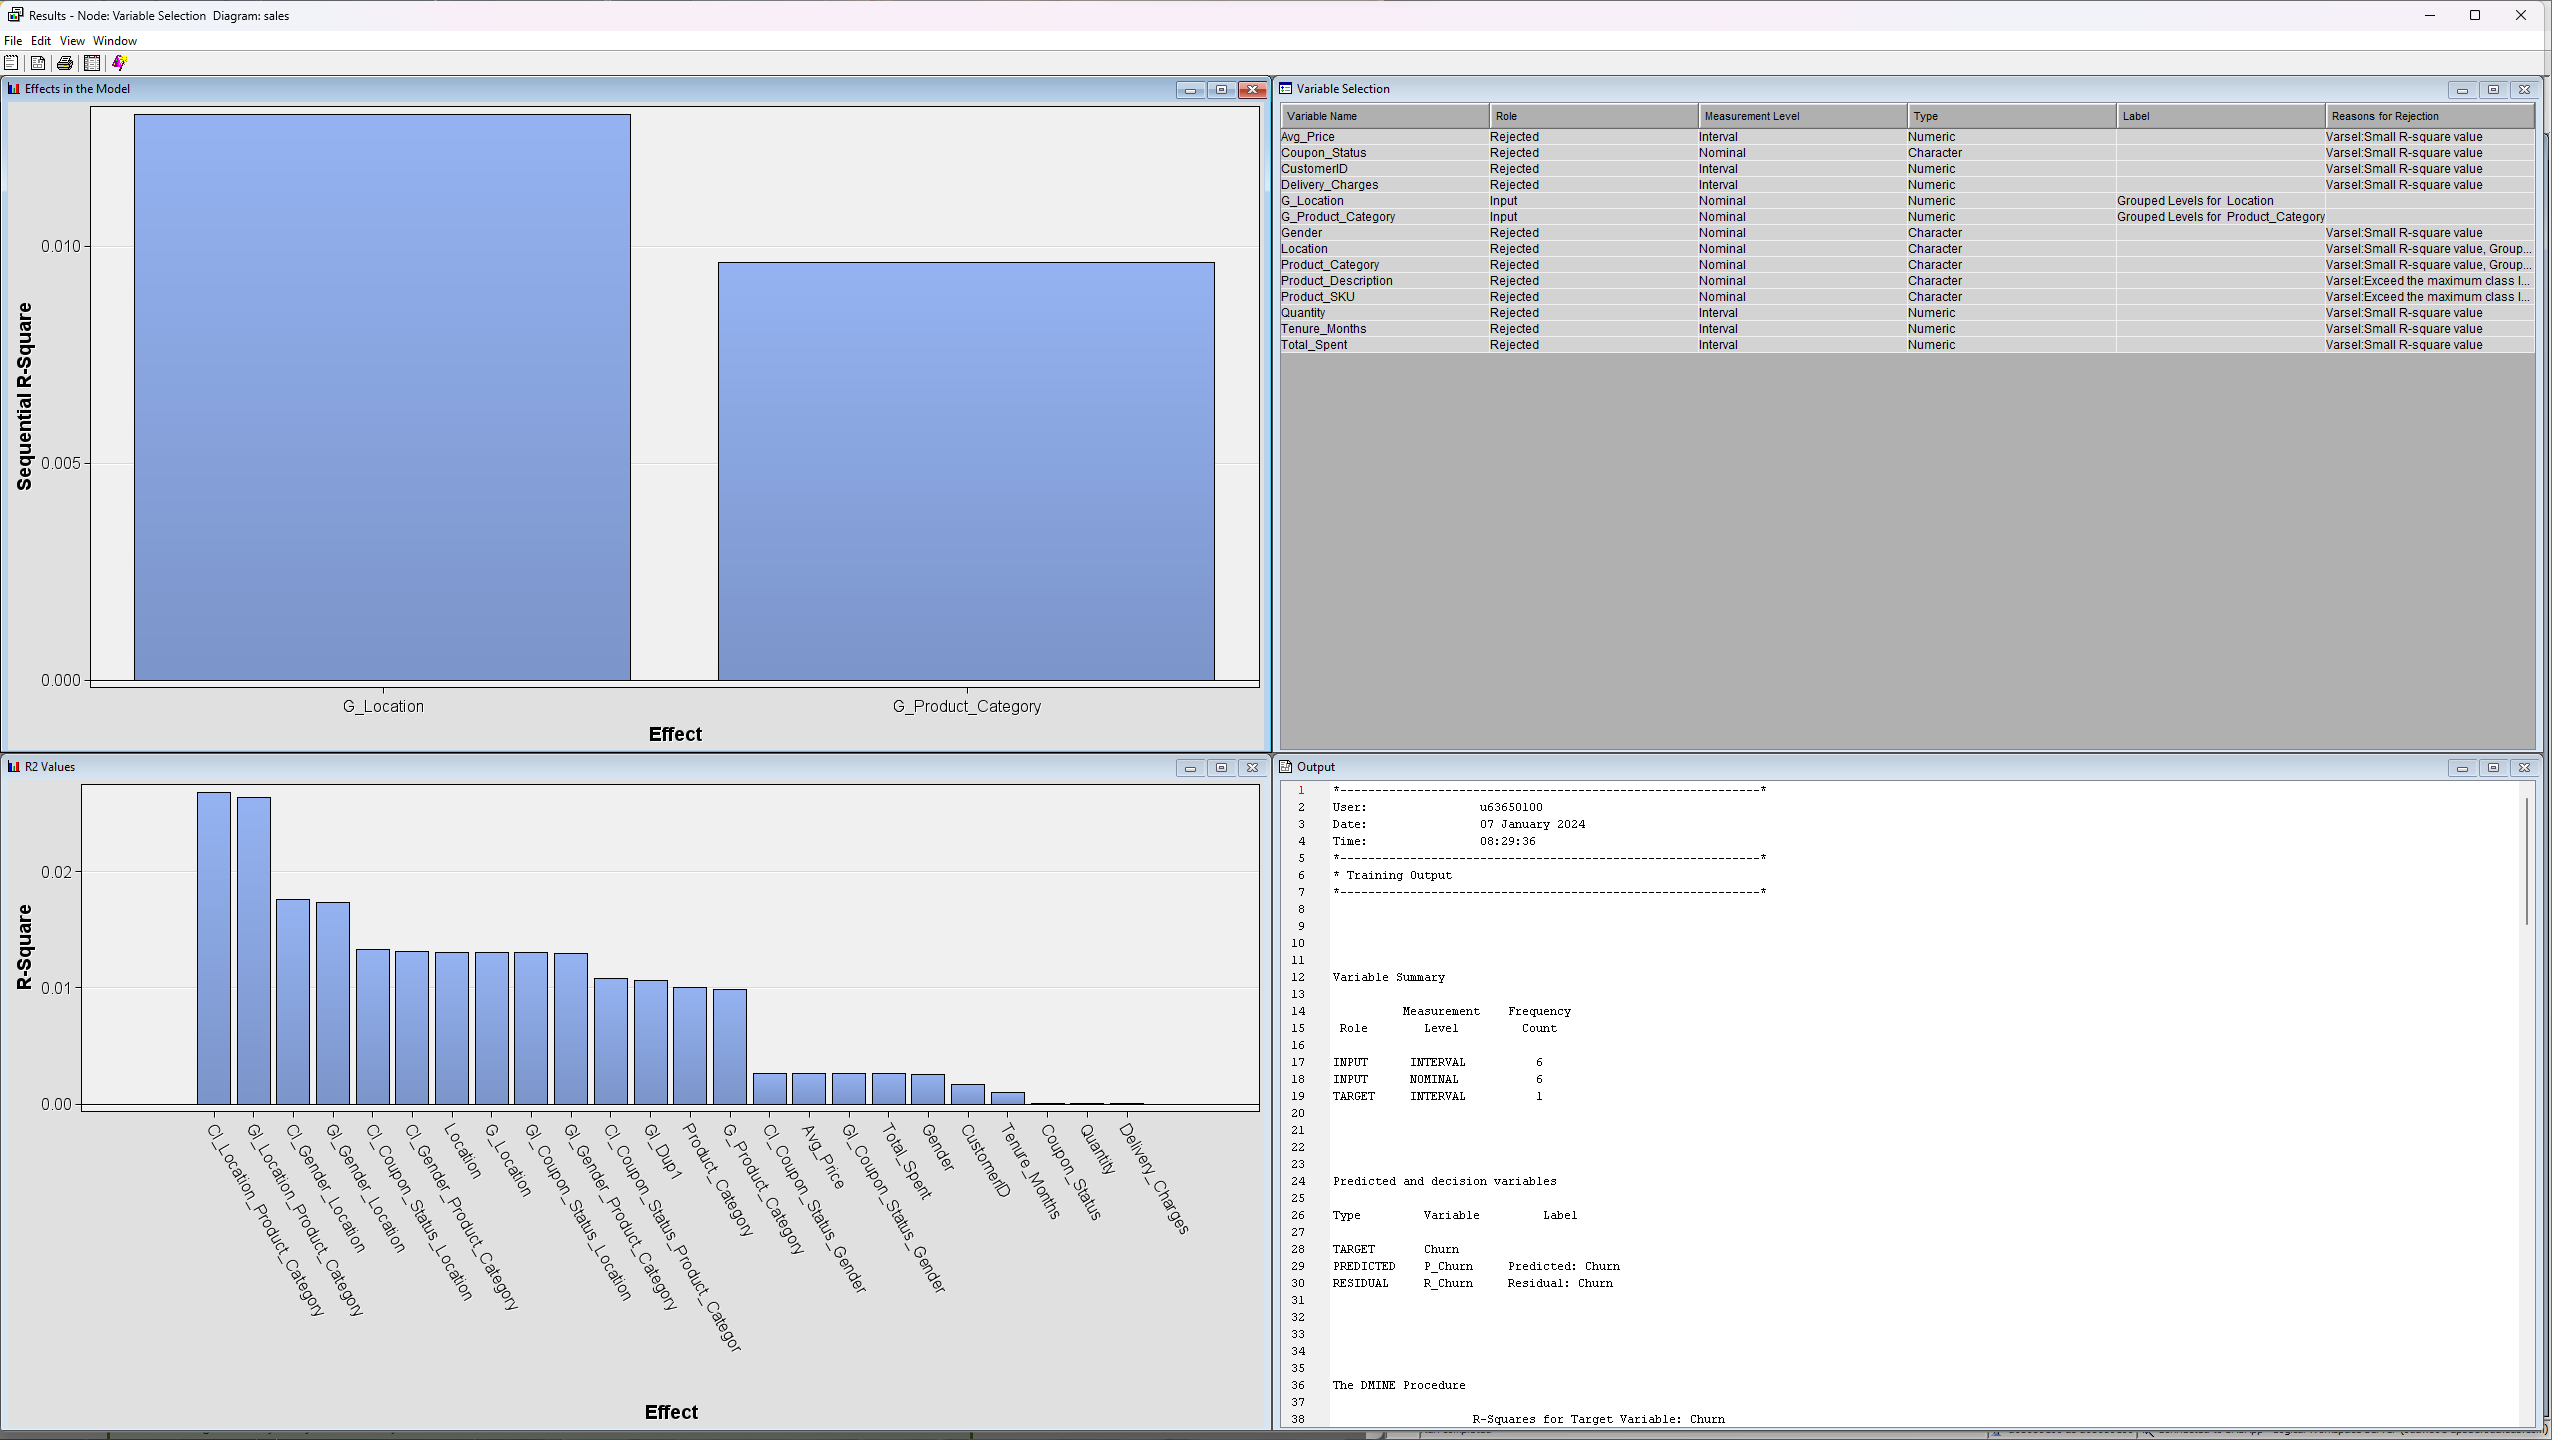 Results - Node: Variable Selection  Diagram: sales
File Edit View Window
Effects in the Model
Sequential R-Square
0.010
0.005
0.000
G_Location
G_Product_Category
Effect
Variable Selection
Variable Name Role Measurement Level Type Label Reasons for Rejection
Avg_Price Rejected Interval Numeric Varsel:Small R-square value
Coupon_Status Rejected Nominal Character Varsel:Small R-square value
CustomerID Rejected Interval Numeric Varsel:Small R-square value
Delivery_Charges Rejected Interval Numeric Varsel:Small R-square value
G_Location Input Nominal Numeric Grouped Levels for  Location
G_Product_Category Input Nominal Numeric Grouped Levels for  Product_Category
Gender Rejected Nominal Character Varsel:Small R-square value
Location Rejected Nominal Character Varsel:Small R-square value, Group...
Product_Category Rejected Nominal Character Varsel:Small R-square value, Group...
Product_Description Rejected Nominal Character Varsel:Exceed the maximum class l...
Product_SKU Rejected Nominal Character Varsel:Exceed the maximum class l...
Quantity Rejected Interval Numeric Varsel:Small R-square value
Tenure_Months Rejected Interval Numeric Varsel:Small R-square value
Total_Spent Rejected Interval Numeric Varsel:Small R-square value
R2 Values
R-Square
0.02
0.01
0.00
CI_Location_Product_Category
GI_Location_Product_Category
CI_Gender_Location
GI_Gender_Location
CI_Coupon_Status_Location
CI_Gender_Product_Category
Location
G_Location
GI_Coupon_Status_Location
GI_Gender_Product_Category
CI_Coupon_Status_Product_Categor
GI_Dup1
Product_Category
G_Product_Category
CI_Coupon_Status_Gender
Avg_Price
GI_Coupon_Status_Gender
Total_Spent
Gender
CustomerID
Tenure_Months
Coupon_Status
Quantity
Delivery_Charges
Effect
Output
1 *------------------------------------------------------------*
2 User: u63650100
3 Date: 07 January 2024
4 Time: 08:29:36
5 *------------------------------------------------------------*
6 * Training Output
7 *------------------------------------------------------------*
8
9
10
11
12 Variable Summary
13
14 Measurement Frequency
15 Role Level Count
16
17 INPUT INTERVAL 6
18 INPUT NOMINAL 6
19 TARGET INTERVAL 1
20
21
22
23
24 Predicted and decision variables
25
26 Type Variable Label
27
28 TARGET Churn
29 PREDICTED P_Churn Predicted: Churn
30 RESIDUAL R_Churn Residual: Churn
31
32
33
34
35
36 The DMINE Procedure
37
38 R-Squares for Target Variable: Churn